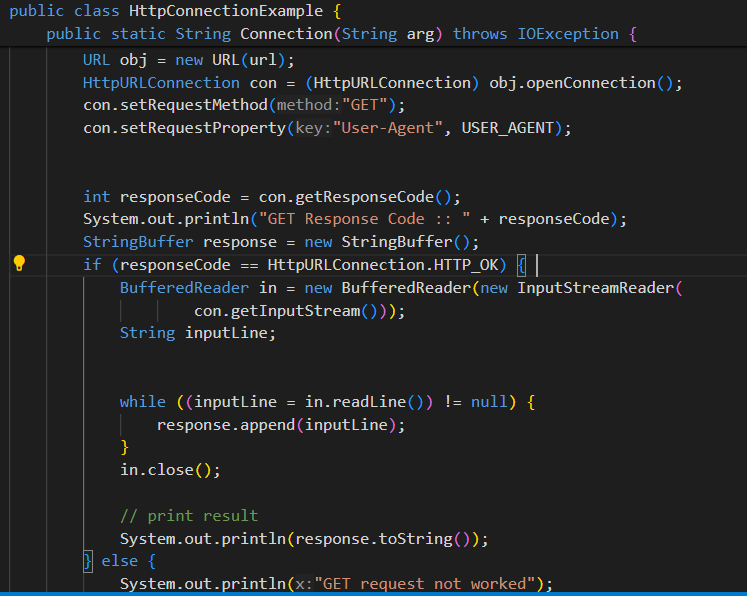 public class HttpConnectionExample {
public static String Connection(String arg) throws IOException {
URL obj = new URL(url);
HttpURLConnection con = (HttpURLConnection) obj.openConnection();
con.setRequestMethod(method:"GET");
con.setRequestProperty(key:"User-Agent", USER_AGENT);
int responseCode = con.getResponseCode();
System.out.println("GET Response Code :: " + responseCode);
StringBuffer response = new StringBuffer();
if (responseCode == HttpURLConnection.HTTP_OK) {
BufferedReader in = new BufferedReader(new InputStreamReader(
con.getInputStream()));
String inputLine;
while ((inputLine = in.readLine()) != null) {
response.append(inputLine);
}
in.close();
// print result
System.out.println(response.toString());
} else {
System.out.println(x:"GET request not worked");